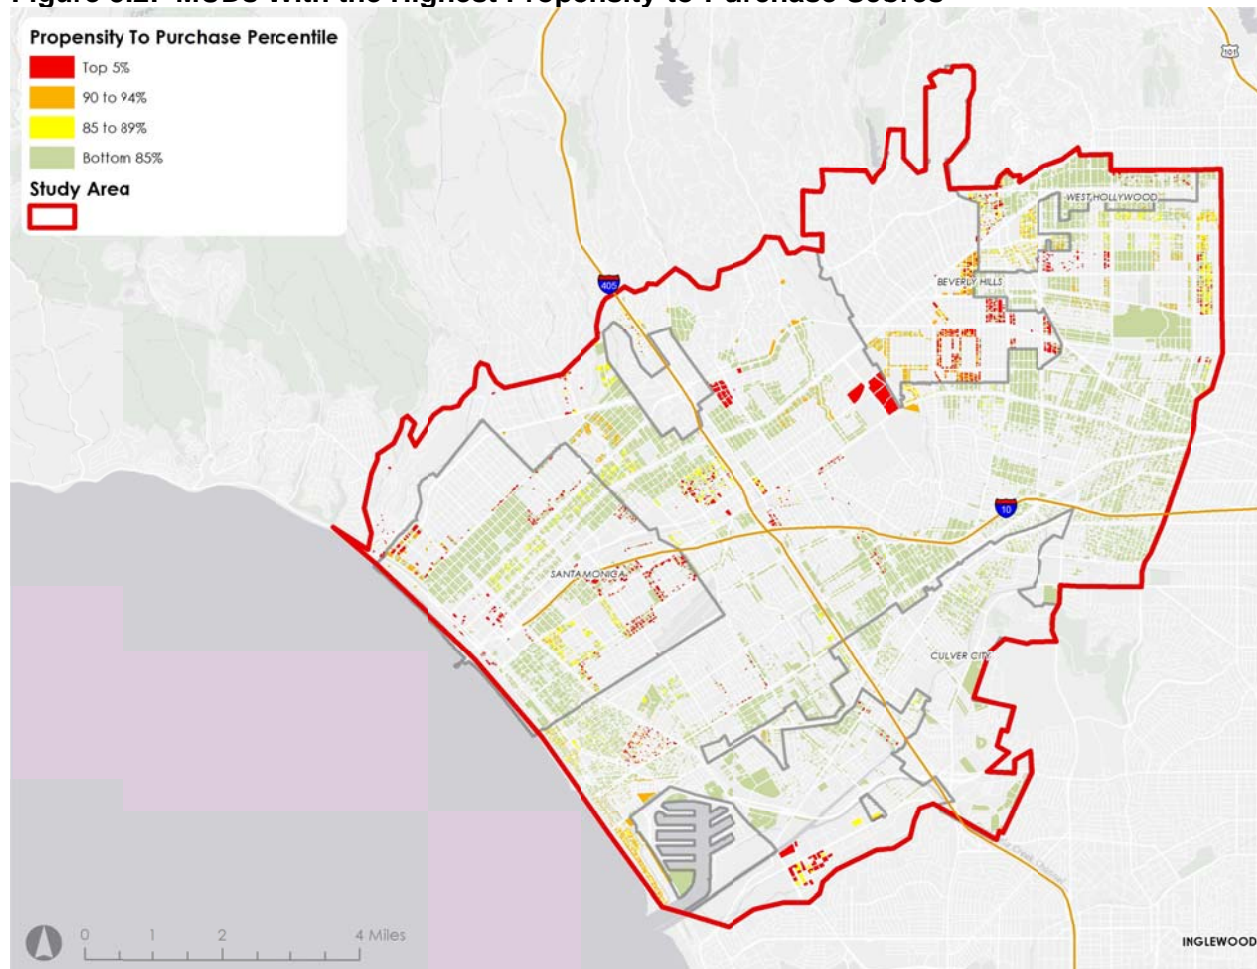 Figure 3.2: MUDs With the Highest Propensity to Purchase Scores
Propensity To Purchase Percentile
Top 5%
90 to 94%
85 to 89%
Bottom 85%
Study Area
101
WEST HOLLYWOOD
405
BEVERLY HILLS
10
SANTA MONICA
CULVER CITY
0 1 2 4 Miles
INGLEWOOD